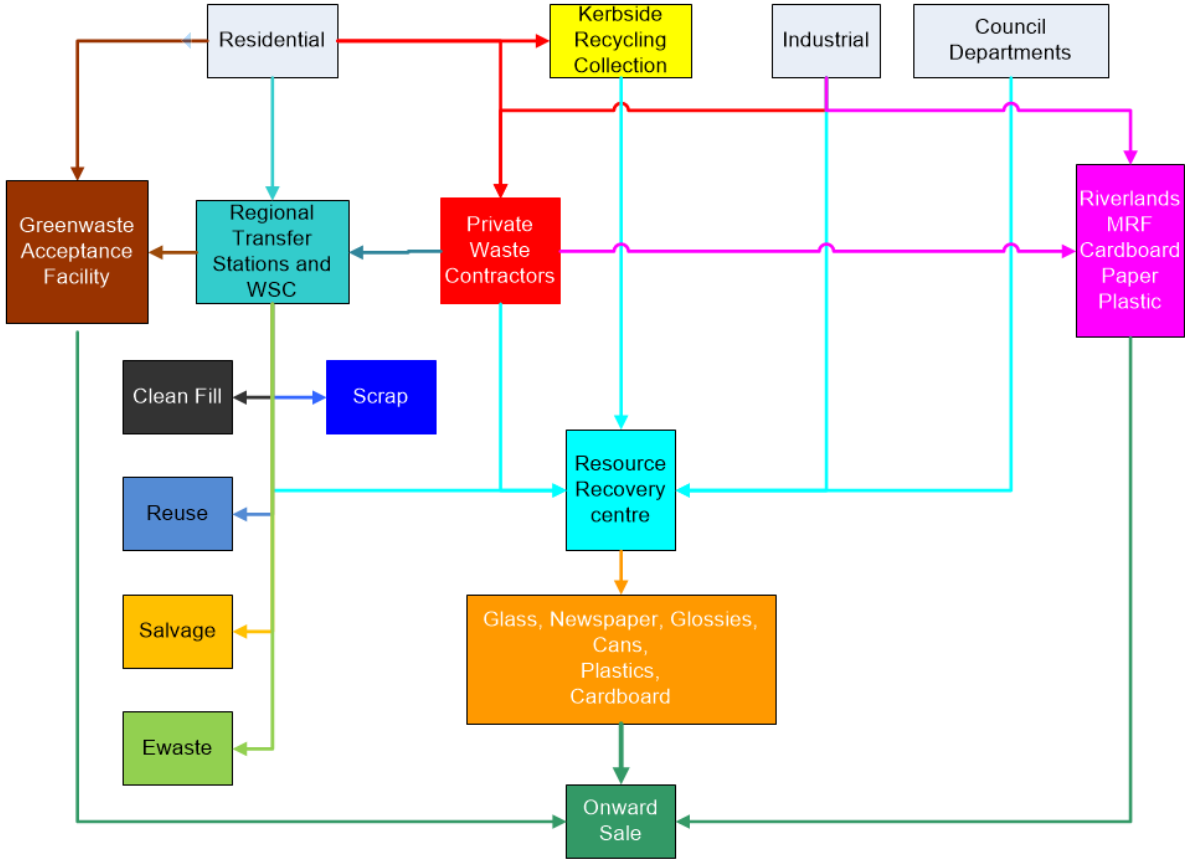 Residential
Kerbside
Recycling
Collection
Industrial
Council
Departments
Greenwaste
Acceptance
Facility
Regional
Transfer
Stations and
WSC
Private
Waste
Contractors
Riverlands
MRF
Cardboard
Paper
Plastic
Clean Fill
Scrap
Resource
Recovery
centre
Reuse
Salvage
Glass, Newspaper, Glossies,
Cans,
Plastics,
Cardboard
Ewaste
Onward
Sale